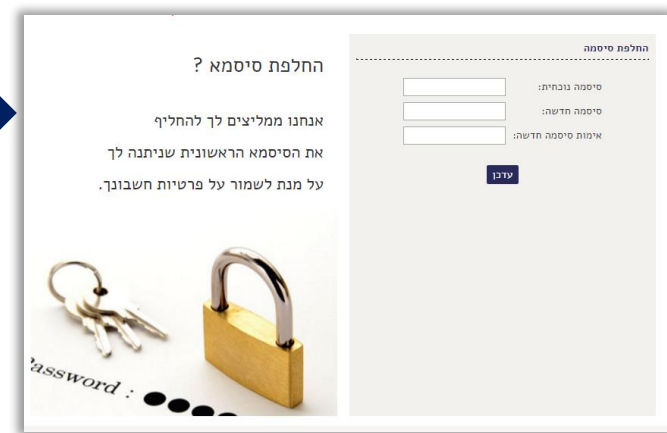 החלפת סיסמה
סיסמה נוכחית:
סיסמה חדשה:
אימות סיסמה חדשה:
עדכן
החלפת סיסמא ?
אנחנו ממליצים לך להחליף
את הסיסמא הראשונית שניתנה לך
על מנת לשמור על פרטיות חשבונך.
Password :